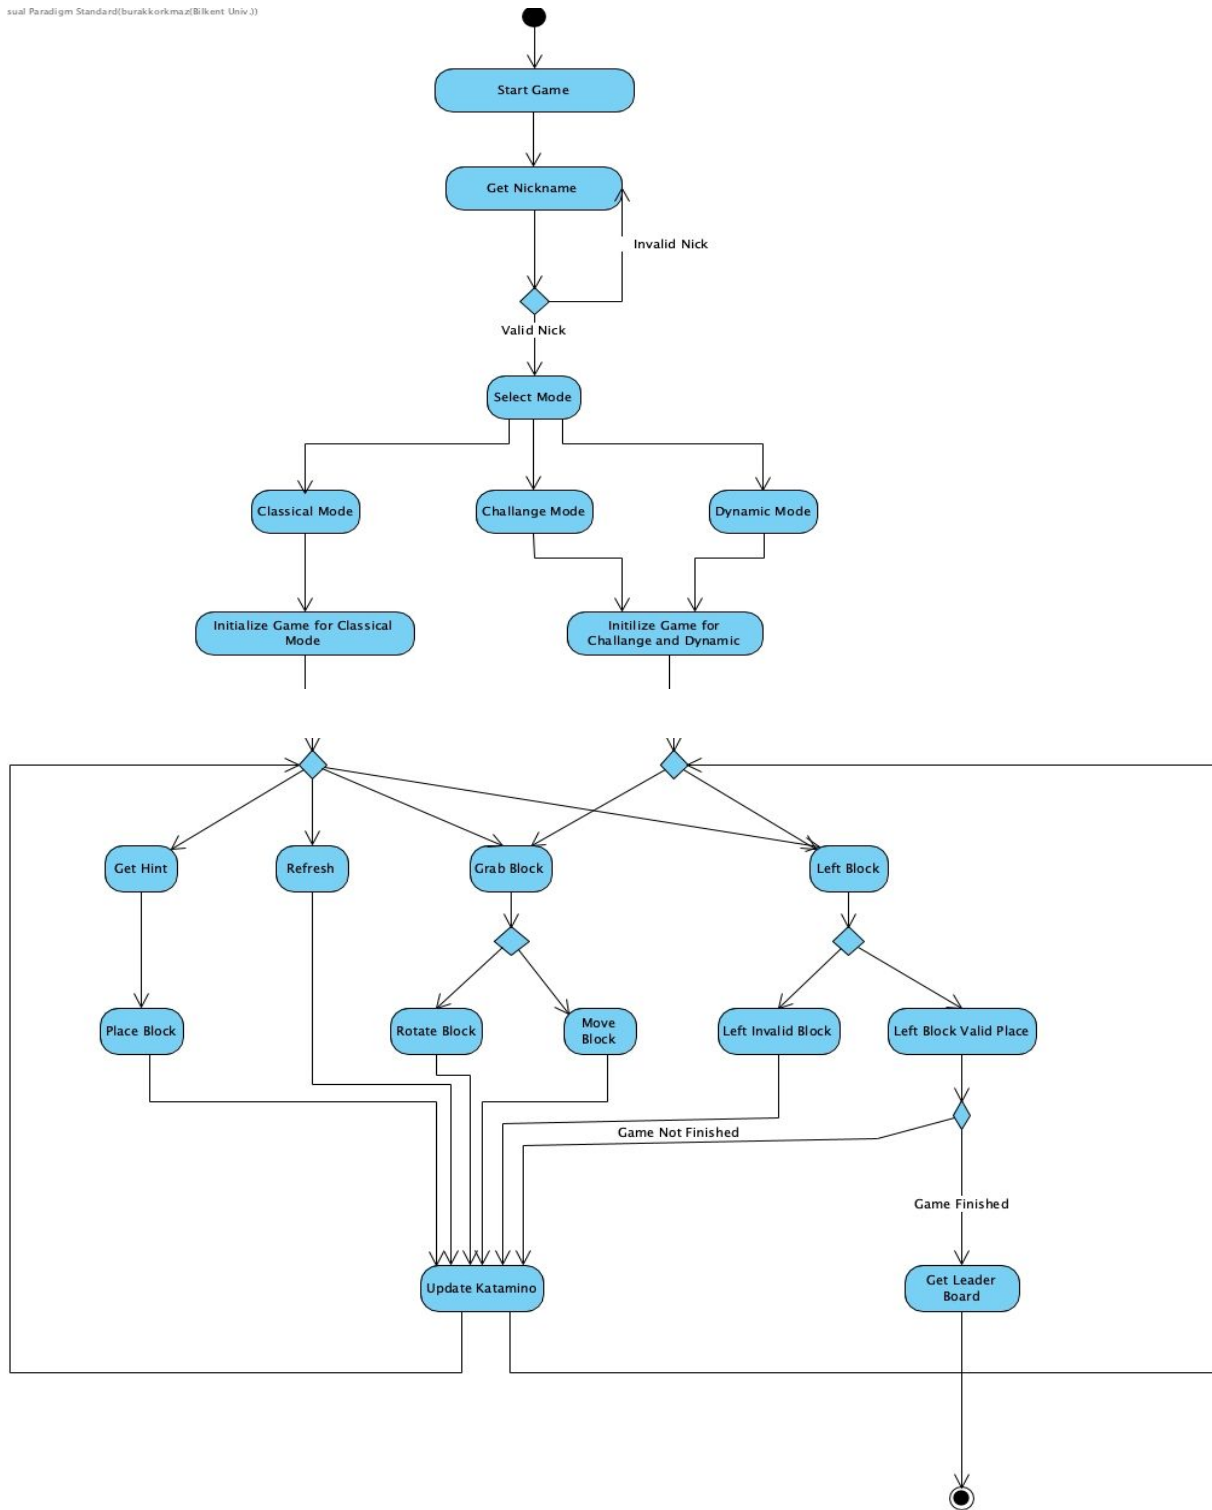 sual Paradigm Standard(burakkorkmaz(Bilkent Univ.))
Start Game
Get Nickname
Invalid Nick
Valid Nick
Select Mode
Classical Mode
Challange Mode
Dynamic Mode
Initialize Game for Classical
Mode
Initilize Game for
Challange and Dynamic
Get Hint
Refresh
Grab Block
Left Block
Place Block
Rotate Block
Move
Block
Left Invalid Block
Left Block Valid Place
Game Not Finished
Game Finished
Update Katamino
Get Leader
Board